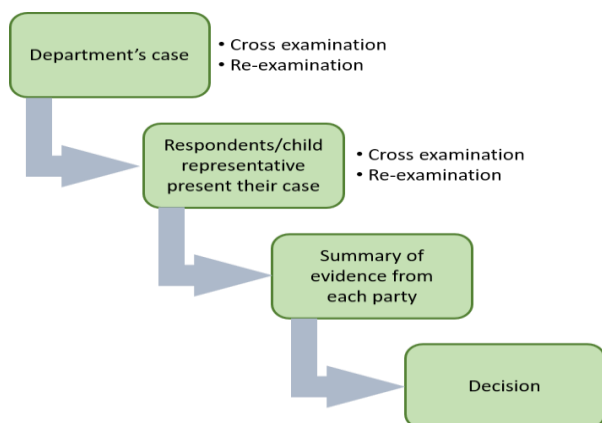 Department’s case
• Cross examination
• Re-examination
Respondents/child
representative
present their case
• Cross examination
• Re-examination
Summary of
evidence from
each party
Decision